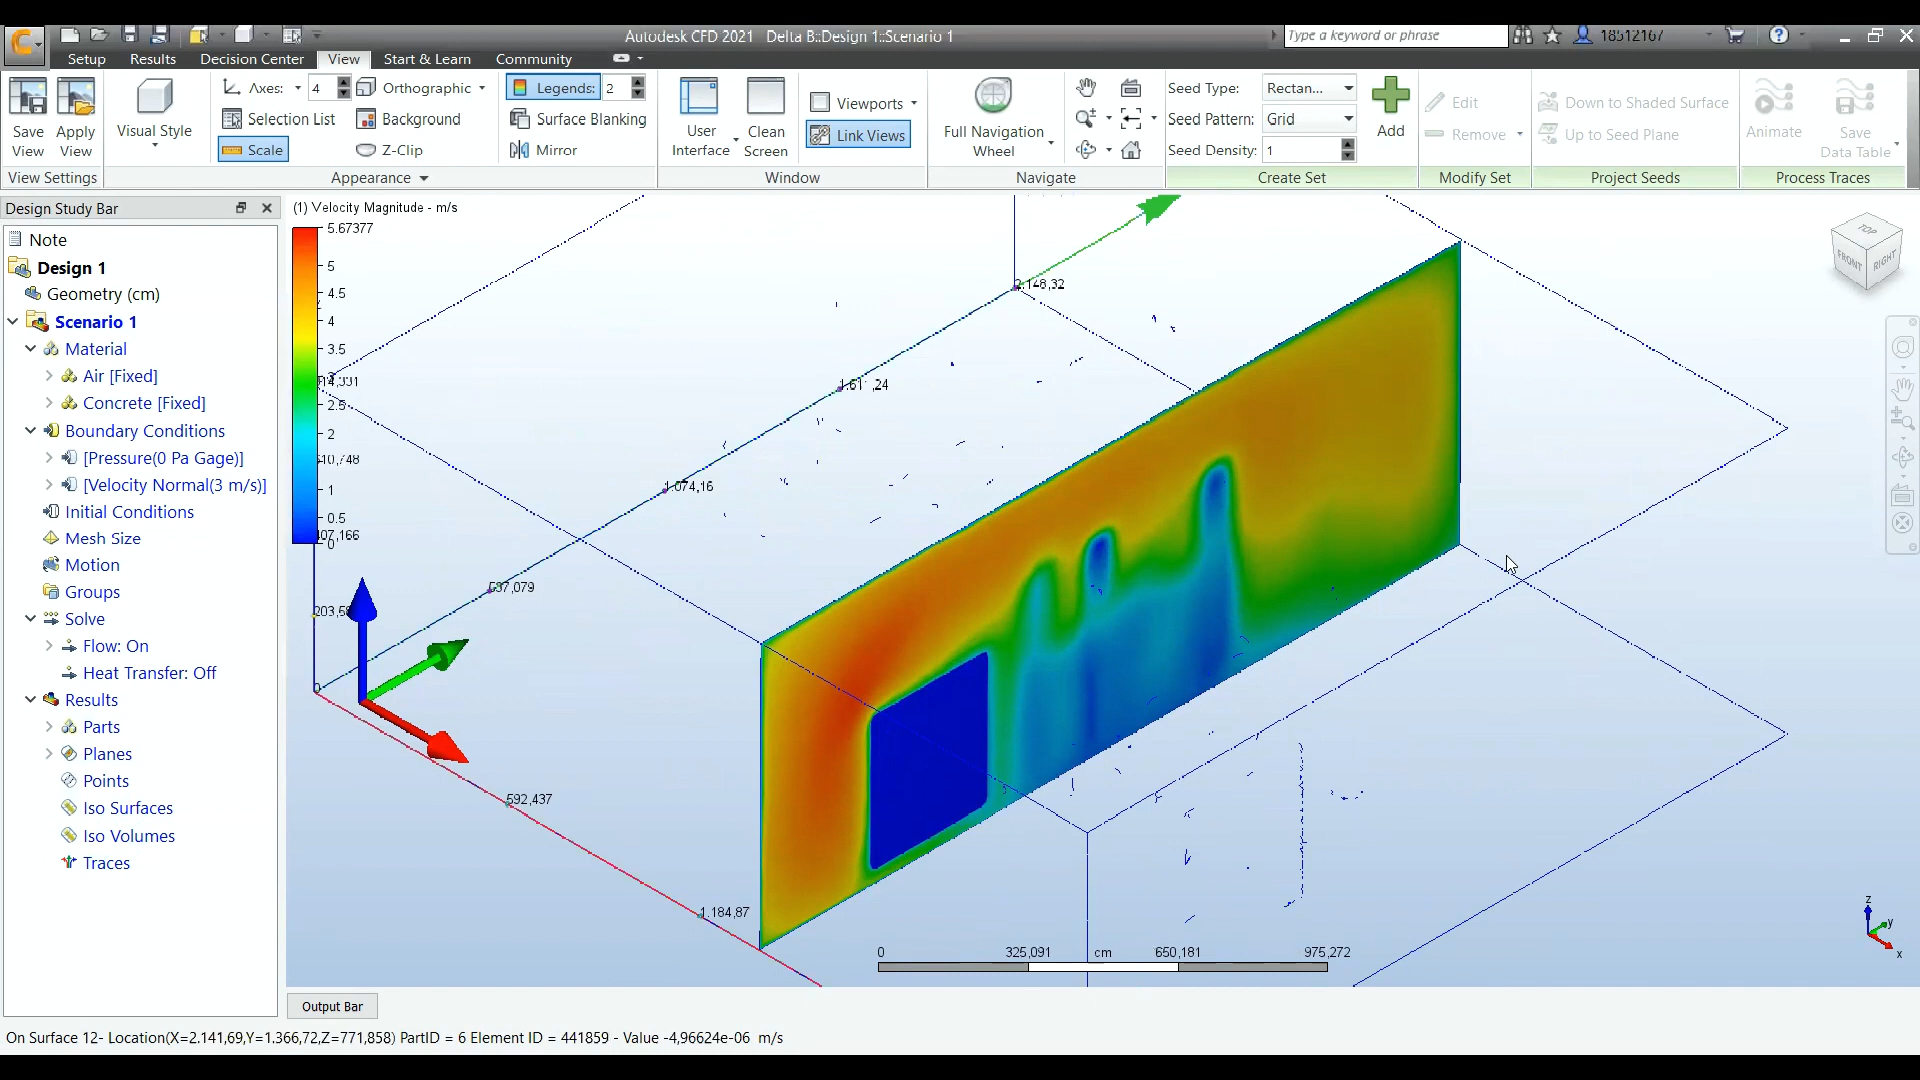 Autodesk CFD 2021 Delta B::Design 1::Scenario 1
Type a keyword or phrase
18512167
Setup Results Decision Center View Start & Learn Community
Save View
Apply View
Visual Style
Axes: 4
Selection List
Scale
Orthographic
Background
Z-Clip
Legends: 2
Surface Blanking
Mirror
User Interface
Clean Screen
Viewports
Link Views
Full Navigation Wheel
Seed Type: Rectan...
Seed Pattern: Grid
Seed Density: 1
Add
Edit
Remove
Down to Shaded Surface
Up to Seed Plane
Animate
Save Data Table
View Settings Appearance Window Navigate Create Set Modify Set Project Seeds Process Traces
Design Study Bar
Note
Design 1
Geometry (cm)
Scenario 1
Material
Air [Fixed]
Concrete [Fixed]
Boundary Conditions
[Pressure(0 Pa Gage)]
[Velocity Normal(3 m/s)]
Initial Conditions
Mesh Size
Motion
Groups
Solve
Flow: On
Heat Transfer: Off
Results
Parts
Planes
Points
Iso Surfaces
Iso Volumes
Traces
(1) Velocity Magnitude - m/s
5.67377
5
4.5
4
3.5
2.5
2
1
0.5
0
2.148,32
1.074,16
537,079
592,437
1.184,87
TOP
FRONT
RIGHT
0 325,091 cm 650,181 975,272
z
y
x
Output Bar
On Surface 12- Location(X=2.141,69,Y=1.366,72,Z=771,858) PartID = 6 Element ID = 441859 - Value -4,96624e-06 m/s